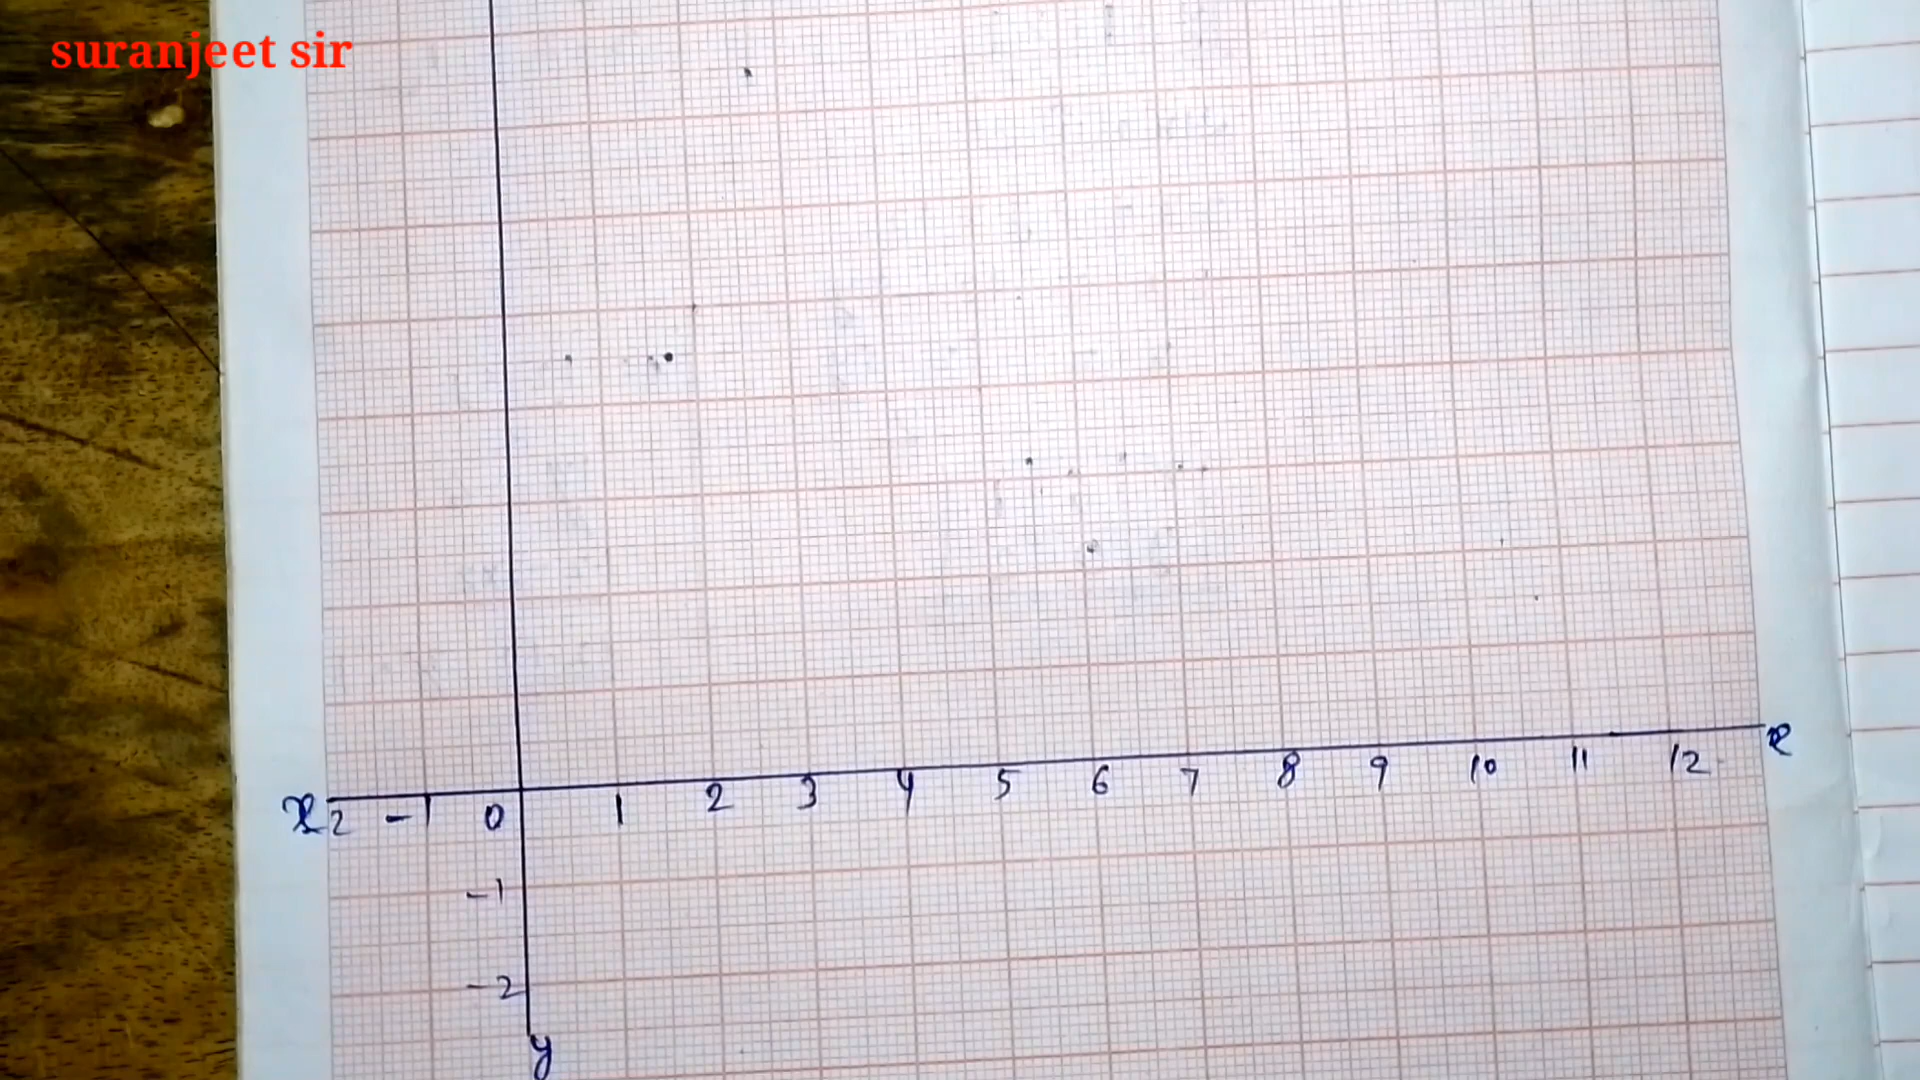 suranjeet sir
x -2 -1 0 1 2 3 4 5 6 7 8 9 10 11 12 x
-1
-2
y